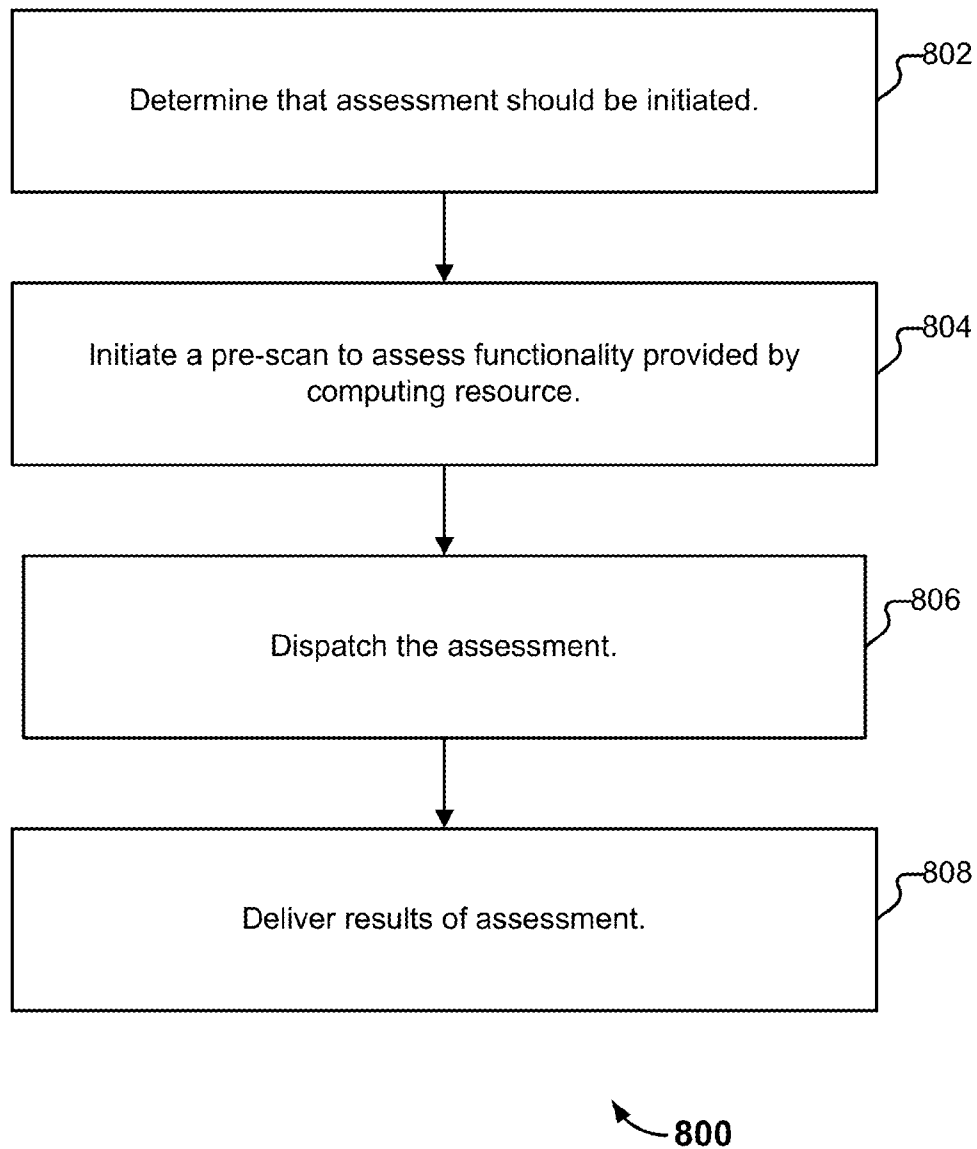 Determine that assessment should be initiated.
802
Initiate a pre-scan to assess functionality provided by
computing resource.
804
Dispatch the assessment.
806
Deliver results of assessment.
808
800